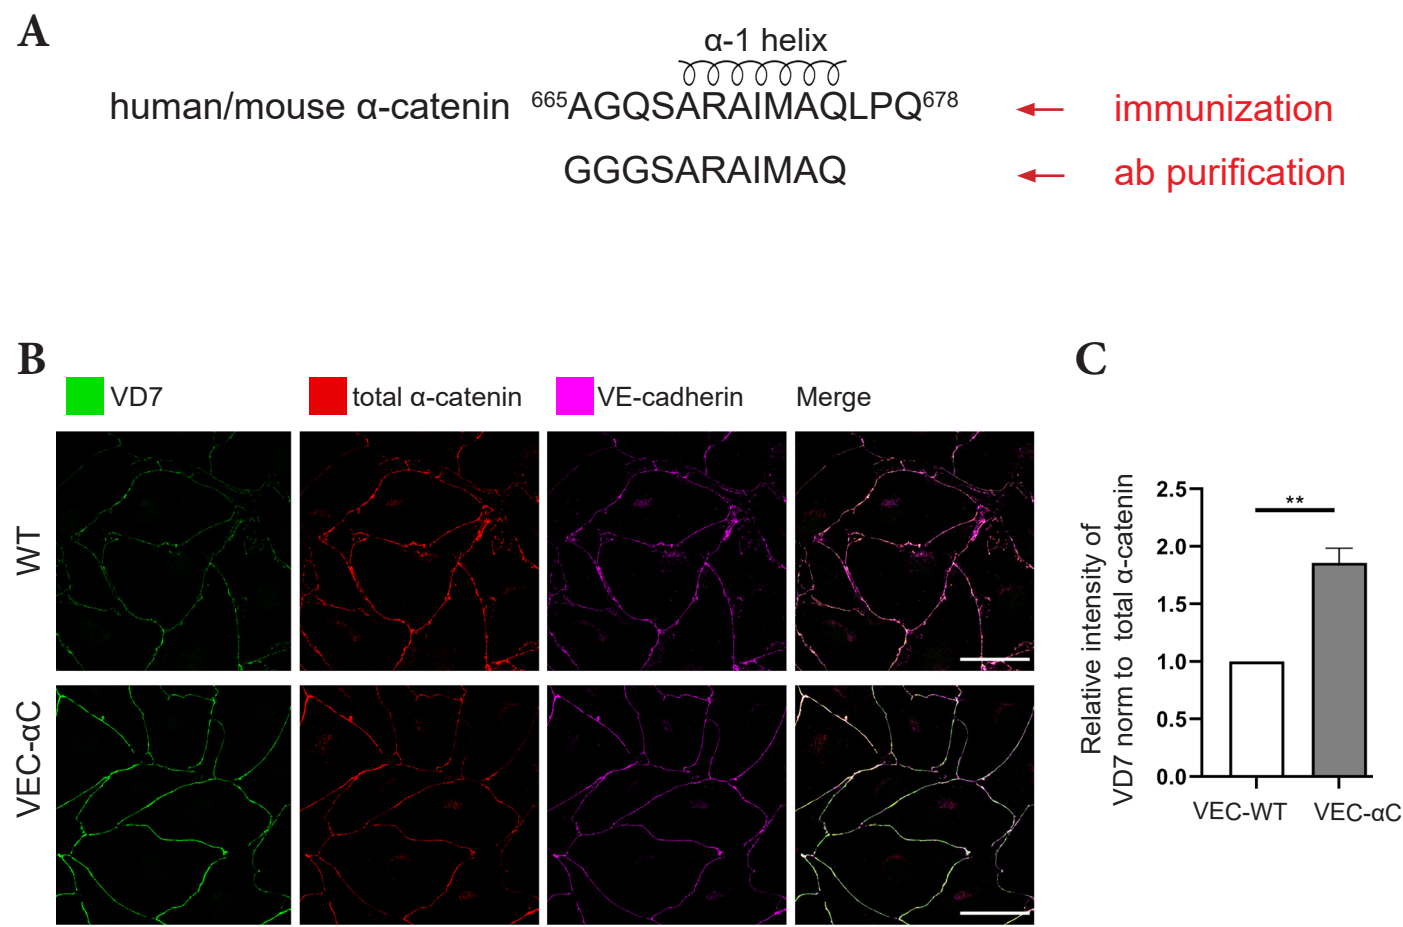 A
α-1 helix
human/mouse α-catenin ⁶⁶⁵AGQSARAIMAQLPQ⁶⁷⁸ immunization
GGGSARAIMAQ ab purification
B
VD7 total α-catenin VE-cadherin Merge
WT
VEC-αC
C
Relative intensity of
VD7 norm to total α-catenin
2.5
2.0
1.5
1.0
0.5
0.0
**
VEC-WT VEC-αC